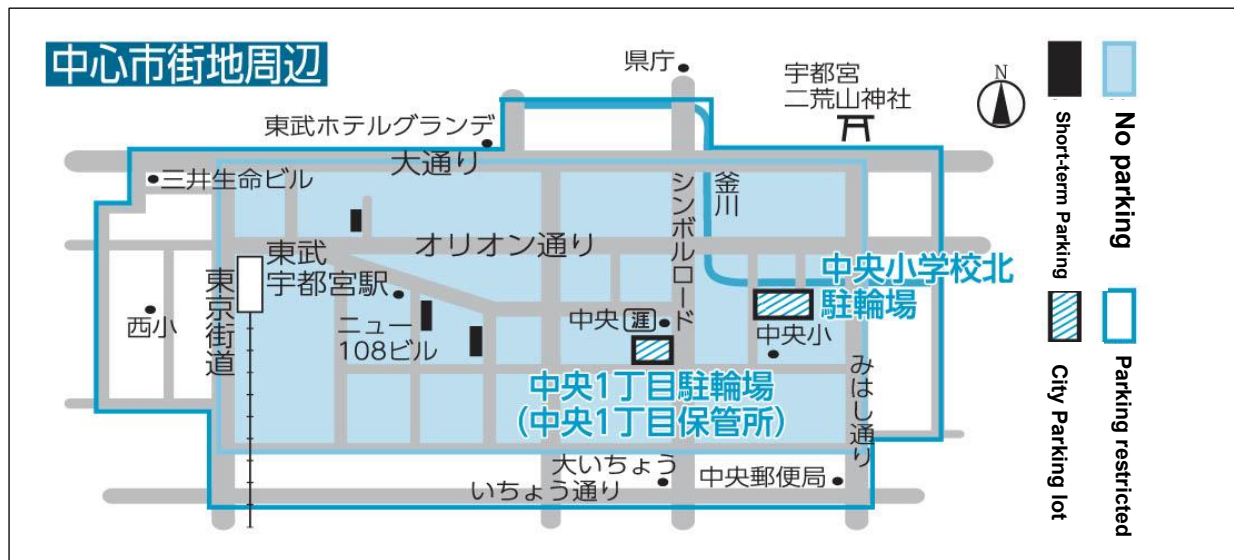 中心市街地周辺
県庁
宇都宮
二荒山神社
N
東武ホテルグランデ
大通り
三井生命ビル
シンボルロード
釜川
オリオン通り
東武
宇都宮駅
東京街道
西小
ニュー
108ビル
中央
中央小学校北
駐輪場
中央小
中央1丁目駐輪場
(中央1丁目保管所)
みはし通り
大いちょう
いちょう通り
中央郵便局
Short-term Parking
No parking
City Parking lot
Parking restricted